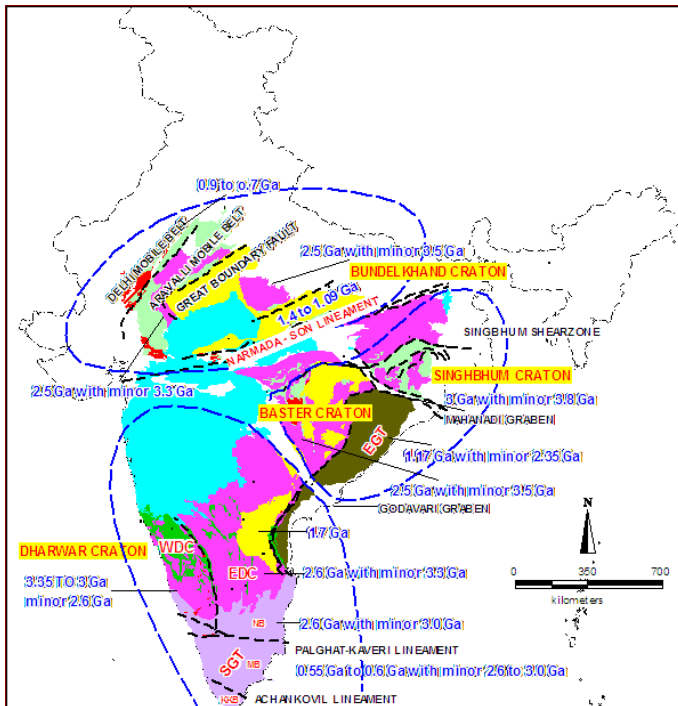 0.9 to o.7 Ga
DELHI MOBILE BELT
ARAVALLI MOBILE BELT
GREAT BOUNDARY FAULT
2.5 Ga with minor 3.5 Ga
BUNDELKHAND CRATON
1.4 to 1.09 Ga
NARMADA - SON LINEAMENT
SINGBHUM SHEARZONE
SINGHBHUM CRATON
2.5 Ga with minor 3.3 Ga
3 Ga with minor 3.8 Ga
BASTER CRATON
MAHANADI (GRABEN)
EGT
1.17 Ga with minor 2.35 Ga
2.5 Ga with minor 3.5 Ga
GODAVARI (GRABEN)
N
1.7 Ga
DHARWAR CRATON
WDC
EDC
2.6 Ga with minor 3.3 Ga
3.35 TO 3 Ga
minor 2.6 Ga
0 350 700
kilometers
NB
2.6 Ga with minor 3.0 Ga
PALGHAT-KAVERI LINEAMENT
SGT
MB
0.55 Ga to 0.6 Ga with minor 2.6 to 3.0 Ga
KKB
ACHANKOVIL LINEAMENT